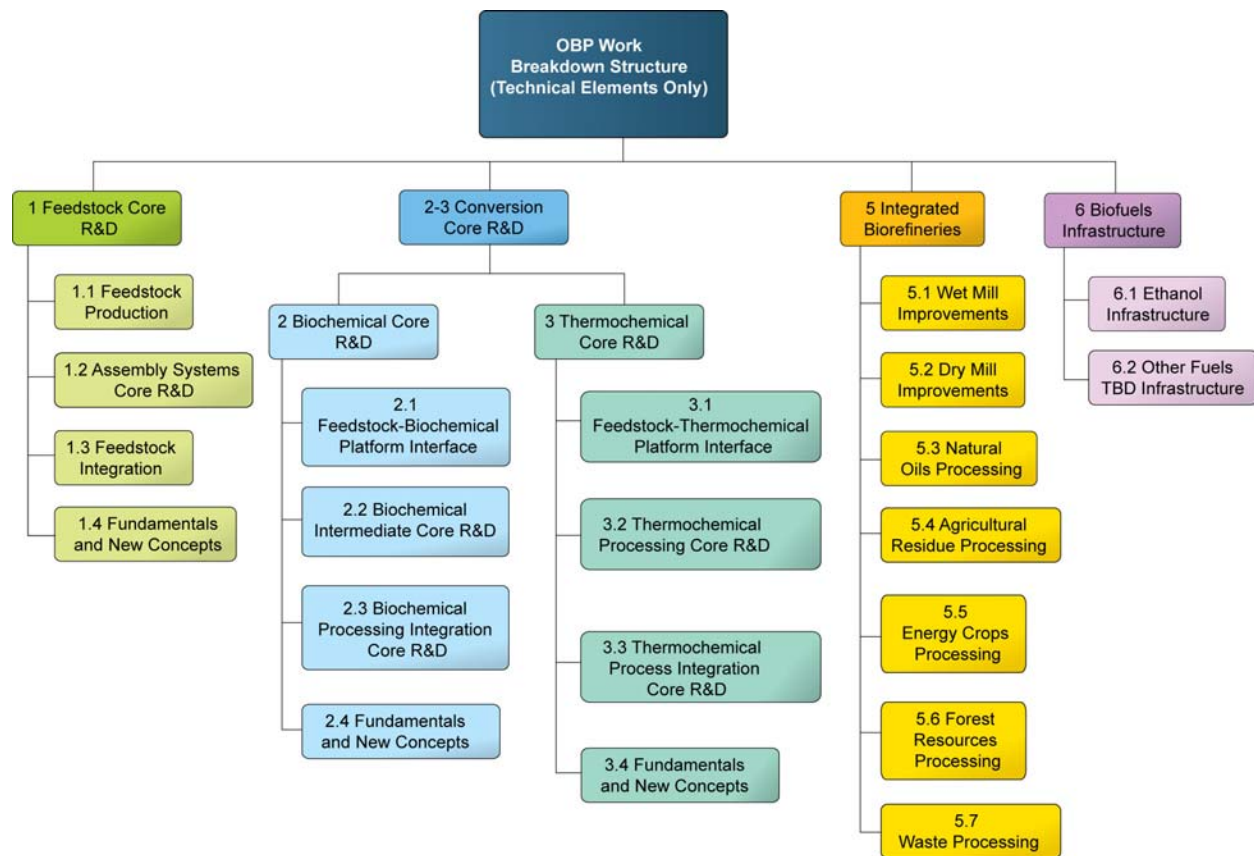 OBP Work
Breakdown Structure
(Technical Elements Only)
1 Feedstock Core
R&D
1.1 Feedstock
Production
1.2 Assembly Systems
Core R&D
1.3 Feedstock
Integration
1.4 Fundamentals
and New Concepts
2-3 Conversion
Core R&D
2 Biochemical Core
R&D
2.1
Feedstock-Biochemical
Platform Interface
2.2 Biochemical
Intermediate Core R&D
2.3 Biochemical
Processing Integration
Core R&D
2.4 Fundamentals
and New Concepts
3 Thermochemical
Core R&D
3.1
Feedstock-Thermochemical
Platform Interface
3.2 Thermochemical
Processing Core R&D
3.3 Thermochemical
Process Integration
Core R&D
3.4 Fundamentals
and New Concepts
5 Integrated
Biorefineries
5.1 Wet Mill
Improvements
5.2 Dry Mill
Improvements
5.3 Natural
Oils Processing
5.4 Agricultural
Residue Processing
5.5
Energy Crops
Processing
5.6 Forest
Resources
Processing
5.7
Waste Processing
6 Biofuels
Infrastructure
6.1 Ethanol
Infrastructure
6.2 Other Fuels
TBD Infrastructure